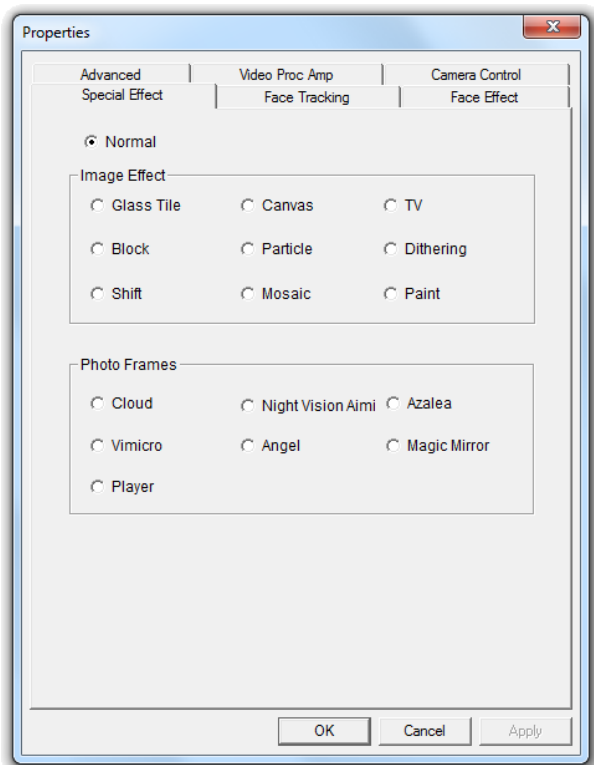 Properties
Advanced Video Proc Amp Camera Control
Special Effect Face Tracking Face Effect
Normal
Image Effect
Glass Tile Canvas TV
Block Particle Dithering
Shift Mosaic Paint
Photo Frames
Cloud Night Vision Aimi Azalea
Vimicro Angel Magic Mirror
Player
OK Cancel Apply